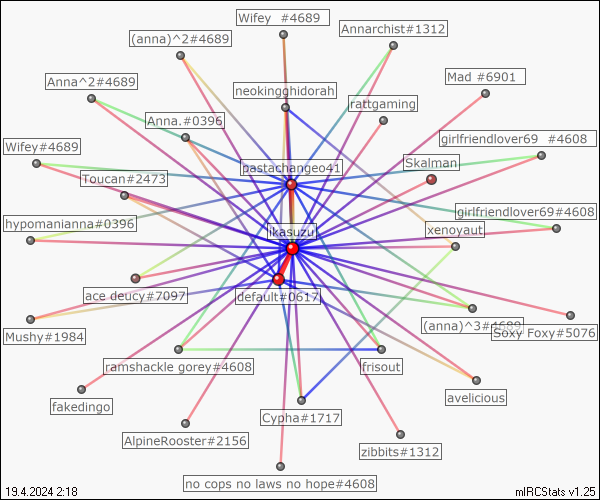 Wifey #4689
(anna)^2#4689
Annarchist#1312
Anna^2#4689
neokingghidorah
Mad #6901
rattgaming
Anna.#0396
Wifey#4689
girlfriendlover69 #4608
pastachangeo41
Skalman
Toucan#2473
hypomanianna#0396
girlfriendlover69#4608
jkasuzu
xenoyaut
ace deucy#7097
default#0617
Mushy#1984
(anna)^3#4689
Soxy Foxy#5076
ramshackle gorey#4608
frisout
avelicious
fakedingo
Cypha#1717
AlpineRooster#2156
zibbits#1312
no cops no laws no hope#4608
19.4.2024 2:18
mIRCStats v1.25